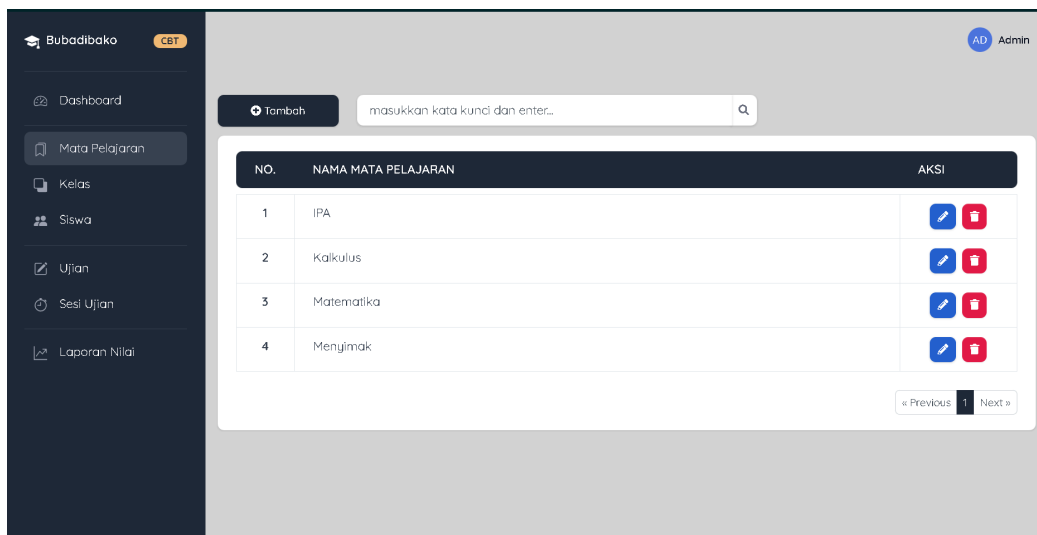 Bubadibako CBT
AD Admin
Dashboard
Mata Pelajaran
Kelas
Siswa
Ujian
Sesi Ujian
Laporan Nilai
Tambah
masukkan kata kunci dan enter...
NO. NAMA MATA PELAJARAN AKSI
1 IPA
2 Kalkulus
3 Matematika
4 Menyimak
« Previous 1 Next »